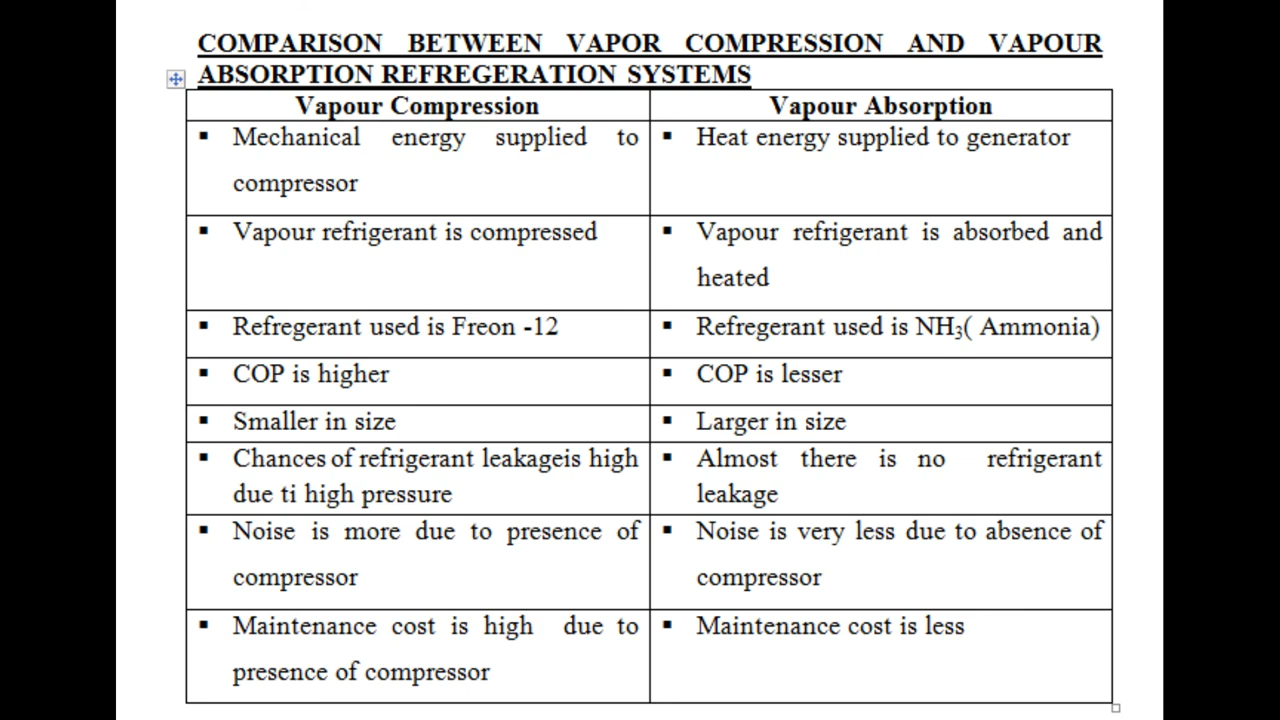 COMPARISON BETWEEN VAPOR COMPRESSION AND VAPOUR
ABSORPTION REFREGERATION SYSTEMS
Vapour Compression
Vapour Absorption
▪ Mechanical energy supplied to
compressor
▪ Heat energy supplied to generator
▪ Vapour refrigerant is compressed
▪ Vapour refrigerant is absorbed and
heated
▪ Refregerant used is Freon -12
▪ Refregerant used is NH₃( Ammonia)
▪ COP is higher
▪ COP is lesser
▪ Smaller in size
▪ Larger in size
▪ Chances of refrigerant leakageis high
due ti high pressure
▪ Almost there is no refrigerant
leakage
▪ Noise is more due to presence of
compressor
▪ Noise is very less due to absence of
compressor
▪ Maintenance cost is high due to
presence of compressor
▪ Maintenance cost is less